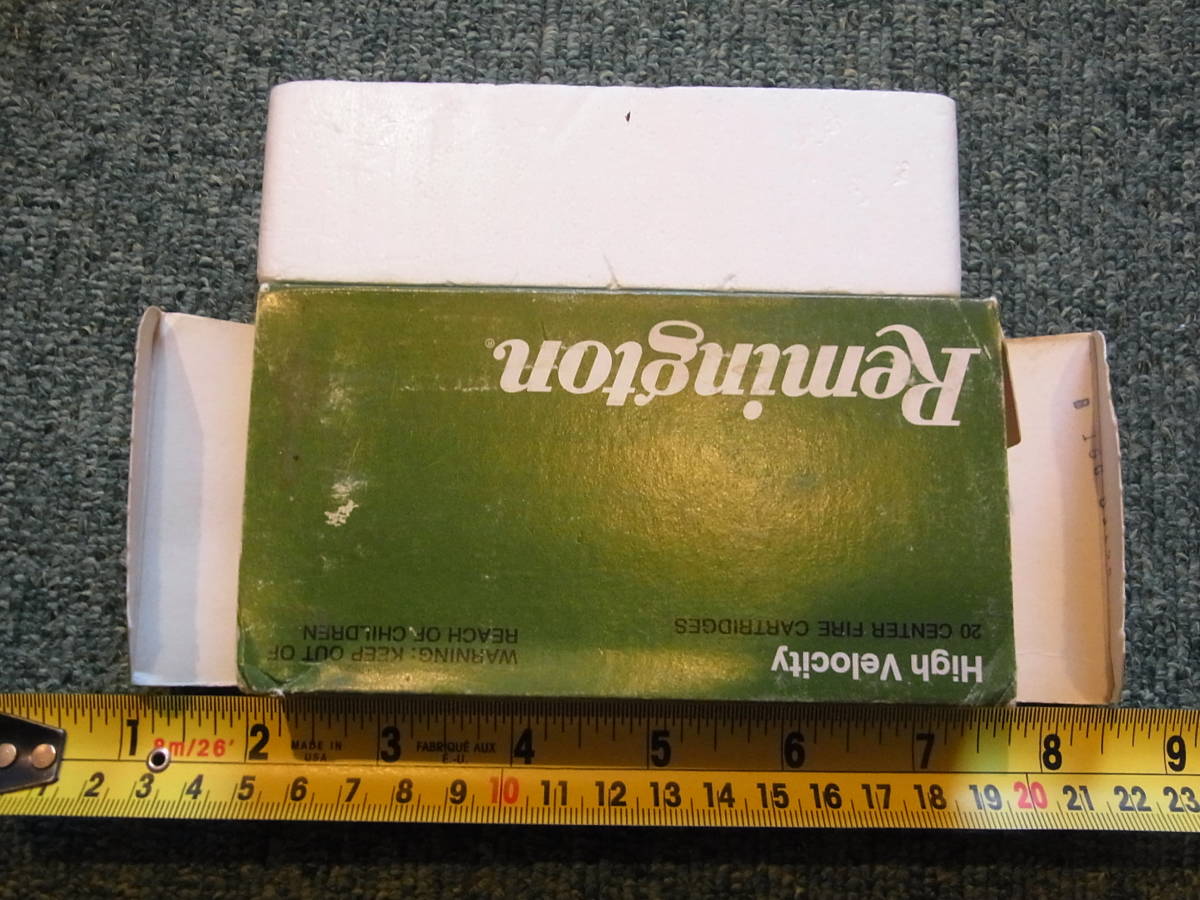 Remington®
High Velocity
20 CENTER FIRE CARTRIDGES
WARNING: KEEP OUT OF
REACH OF CHILDREN
1 2 3 4 5 6 7 8 9
8m/26'
MADE IN
USA
FABRIQUÉ AUX
É.-U.
1 2 3 4 5 6 7 8 9 10 11 12 13 14 15 16 17 18 19 20 21 22 23